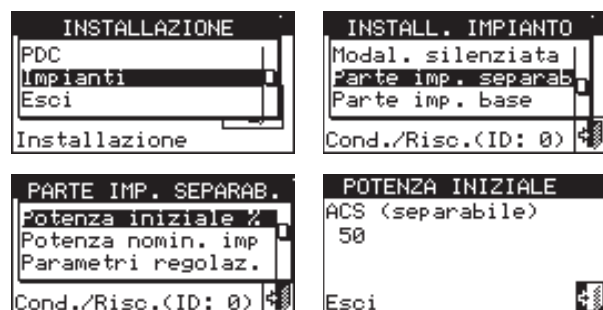 INSTALLAZIONE
PDC
Impianti
Esci
Installazione
INSTALL. IMPIANTO
Modal. silenziata
Parte imp. separab
Parte imp. base
Cond./Risc.(ID: 0)
PARTE IMP. SEPARAB.
Potenza iniziale %
Potenza nomin. imp
Parametri regolaz.
Cond./Risc.(ID: 0)
POTENZA INIZIALE
ACS (separabile)
50
Esci